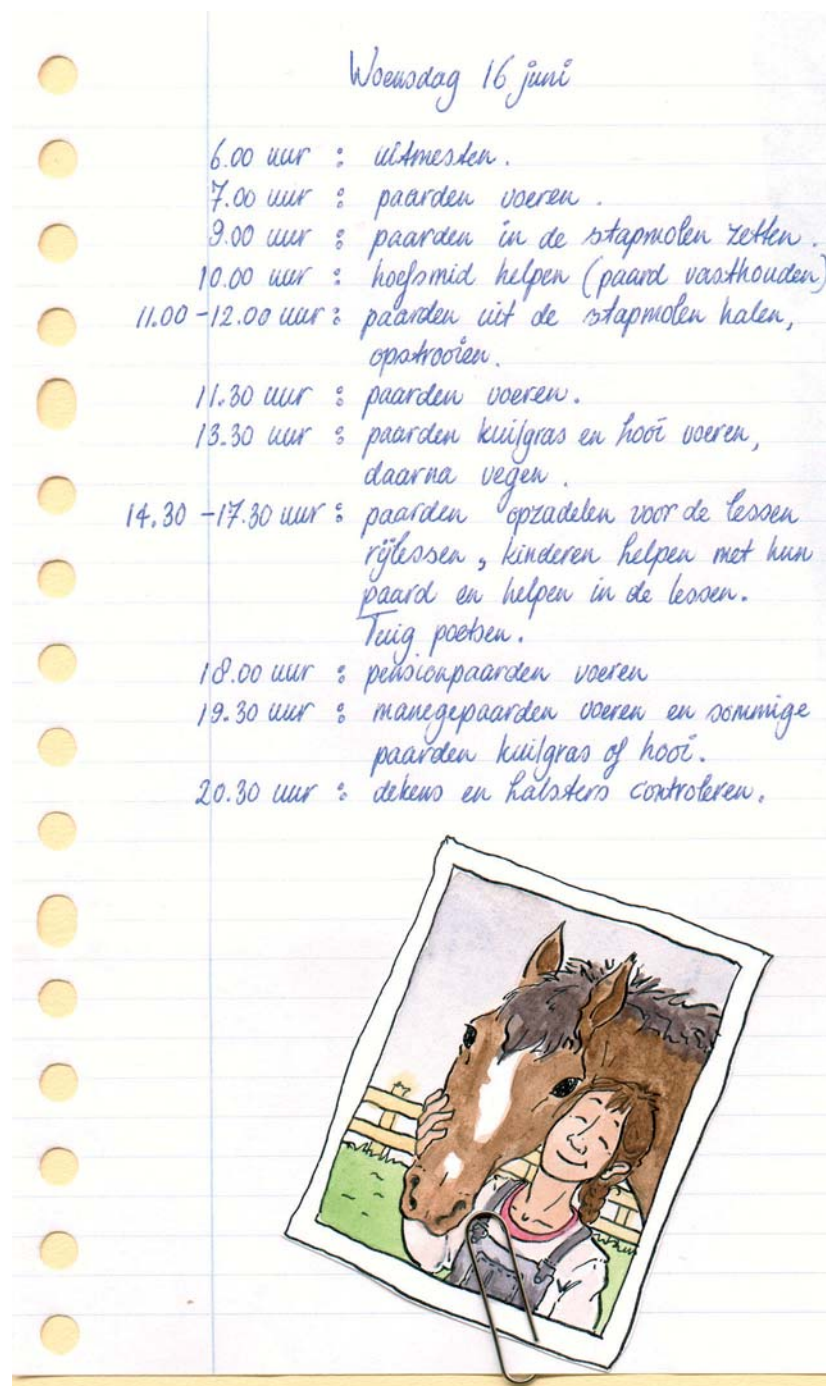 Woensdag 16 juni
6.00 uur : uitmesten.
7.00 uur : paarden voeren.
9.00 uur : paarden in de stapmolen zetten.
10.00 uur : hoefsmid helpen (paard vasthouden)
11.00-12.00 uur : paarden uit de stapmolen halen,
opstrooien.
11.30 uur : paarden voeren.
13.30 uur : paarden kuilgras en hooi voeren,
daarna vegen.
14.30-17.30 uur : paarden opzadelen voor de lessen
rijlessen, kinderen helpen met hun
paard en helpen in de lessen.
Tuig poetsen.
18.00 uur : pensionpaarden voeren
19.30 uur : manegepaarden voeren en sommige
paarden kuilgras of hooi.
20.30 uur : dekens en halsters controleren.